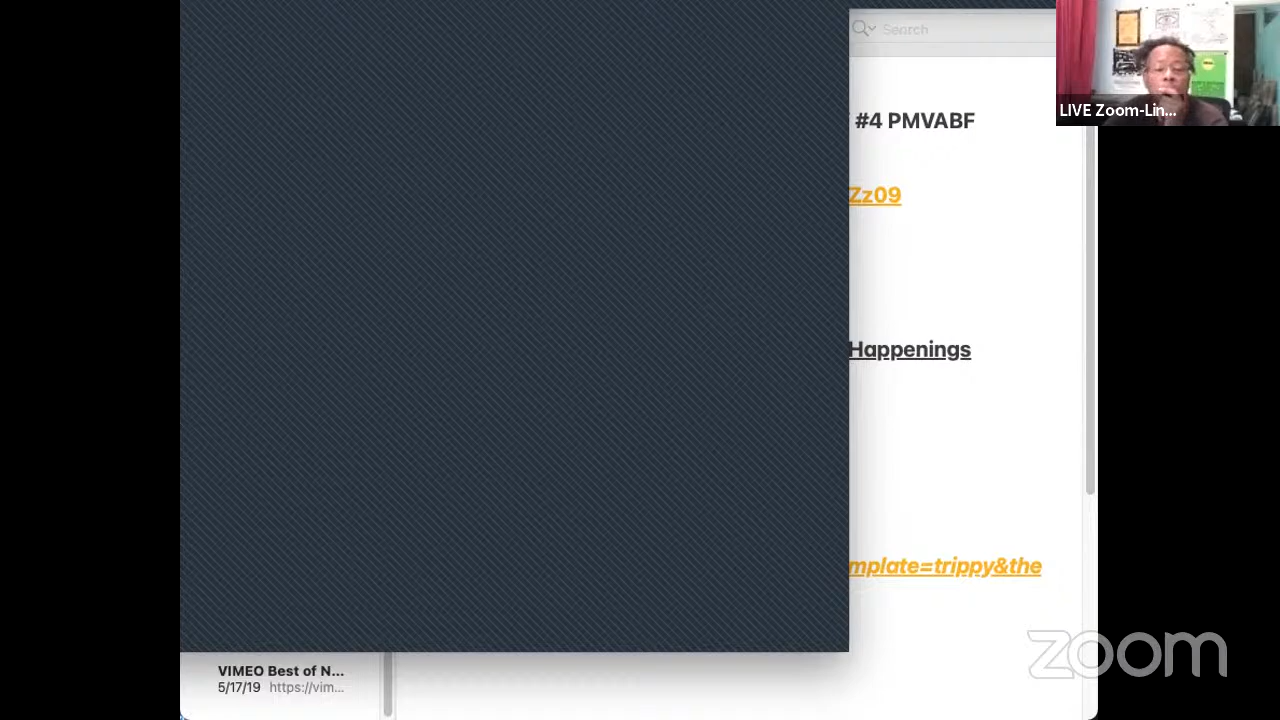 Search
#4 PMVABF
LIVE Zoom-Lin...
Zz09
Happenings
mplate=trippy&the
VIMEO Best of N...
5/17/19 https://vim...
zoom